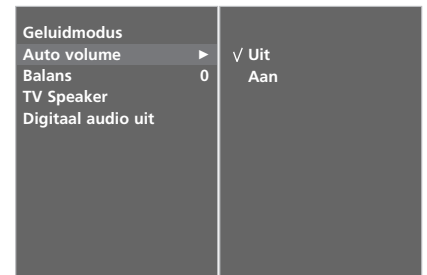 Geluidmodus
Auto volume ►
Balans 0
TV Speaker
Digitaal audio uit
√ Uit
Aan